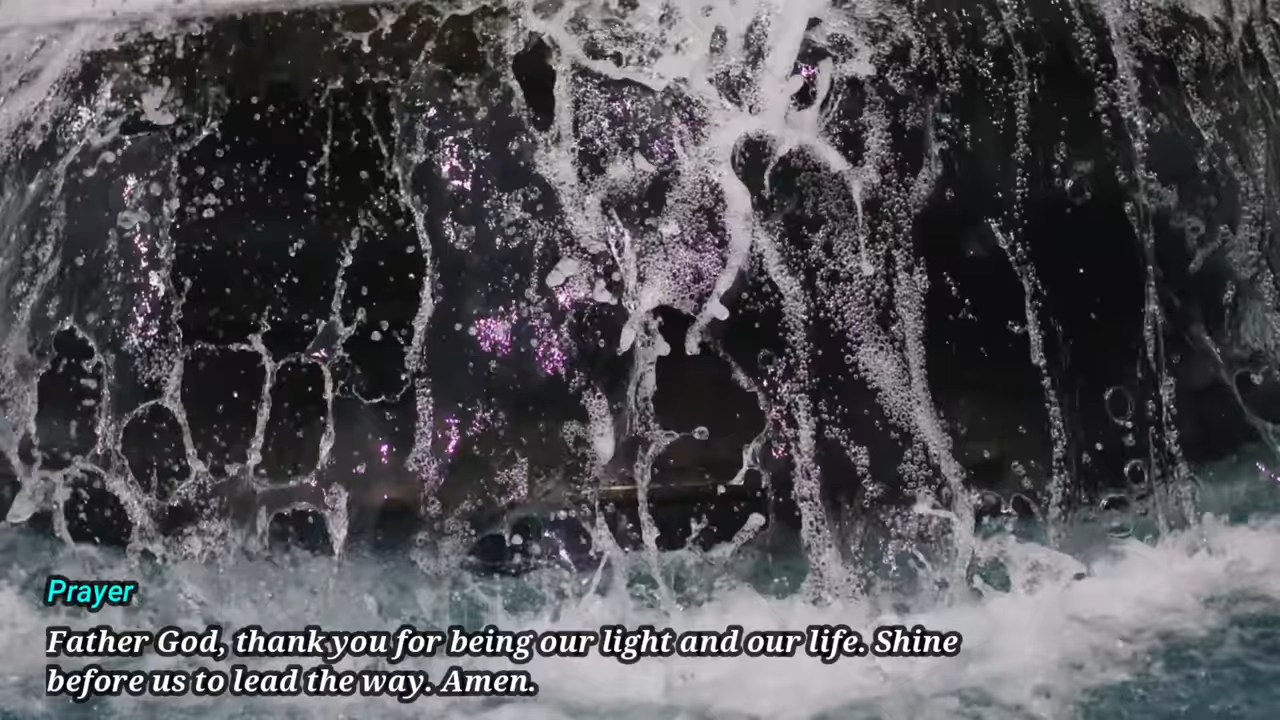 Prayer
Father God, thank you for being our light and our life. Shine
before us to lead the way. Amen.